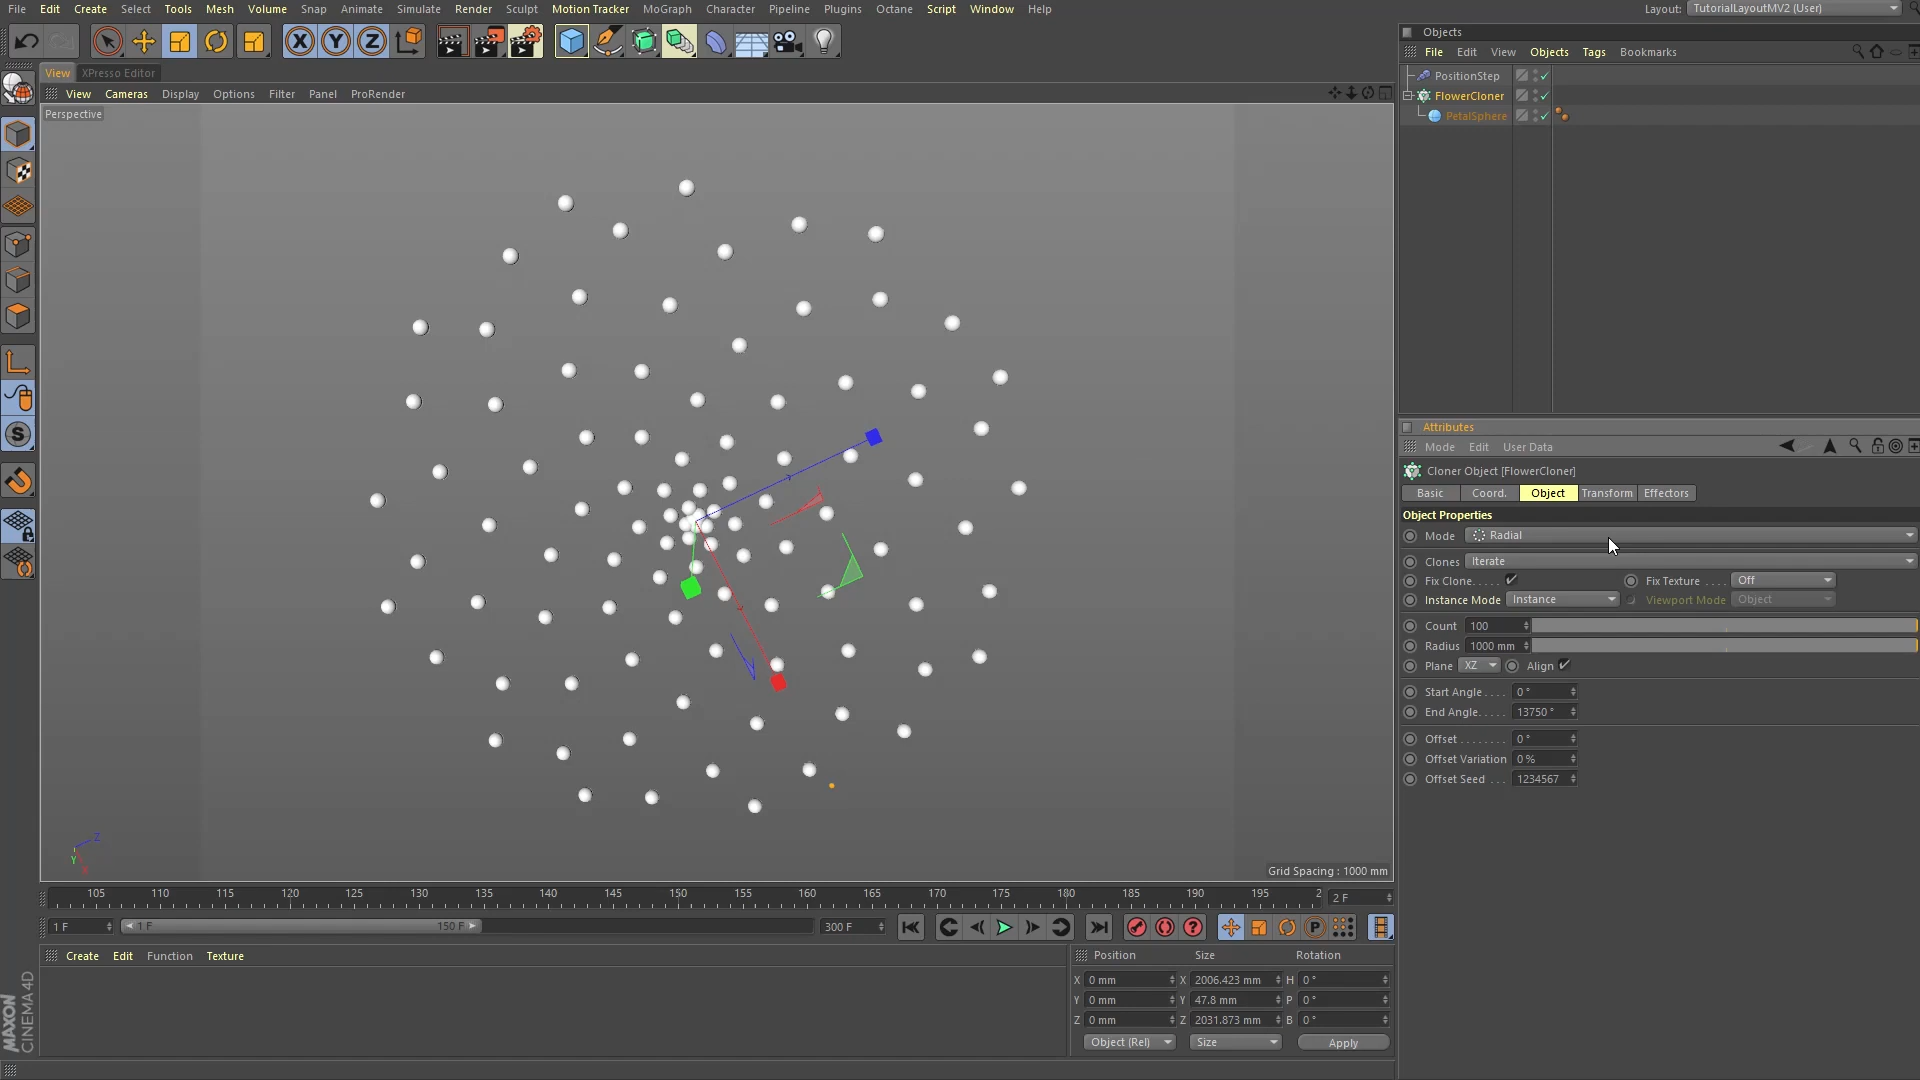 File Edit Create Select Tools Mesh Volume Snap Animate Simulate Render Sculpt Motion Tracker MoGraph Character Pipeline Plugins Octane Script Window Help Layout: TutorialLayoutMV2 (User)
X Y Z
View XPresso Editor
View Cameras Display Options Filter Panel ProRender
Perspective
Objects
File Edit View Objects Tags Bookmarks
PositionStep
FlowerCloner
PetalSphere
Attributes
Mode Edit User Data
Cloner Object [FlowerCloner]
Basic Coord. Object Transform Effectors
Object Properties
Mode Radial
Clones Iterate
Fix Clone..... Fix Texture .... Off
Instance Mode Instance Viewport Mode Object
Count 100
Radius 1000 mm
Plane XZ Align
Start Angle .... 0 °
End Angle..... 13750 °
Offset ........ 0 °
Offset Variation 0 %
Offset Seed ... 1234567
S
Z
Y
X
Grid Spacing : 1000 mm
105 110 115 120 125 130 135 140 145 150 155 160 165 170 175 180 185 190 195 2 2 F
1 F 1 F 150 F 300 F ? P
Create Edit Function Texture
Position Size Rotation
X 0 mm X 2006.423 mm H 0 °
Y 0 mm Y 47.8 mm P 0 °
Z 0 mm Z 2031.873 mm B 0 °
Object (Rel) Size Apply
MAXON
CINEMA 4D